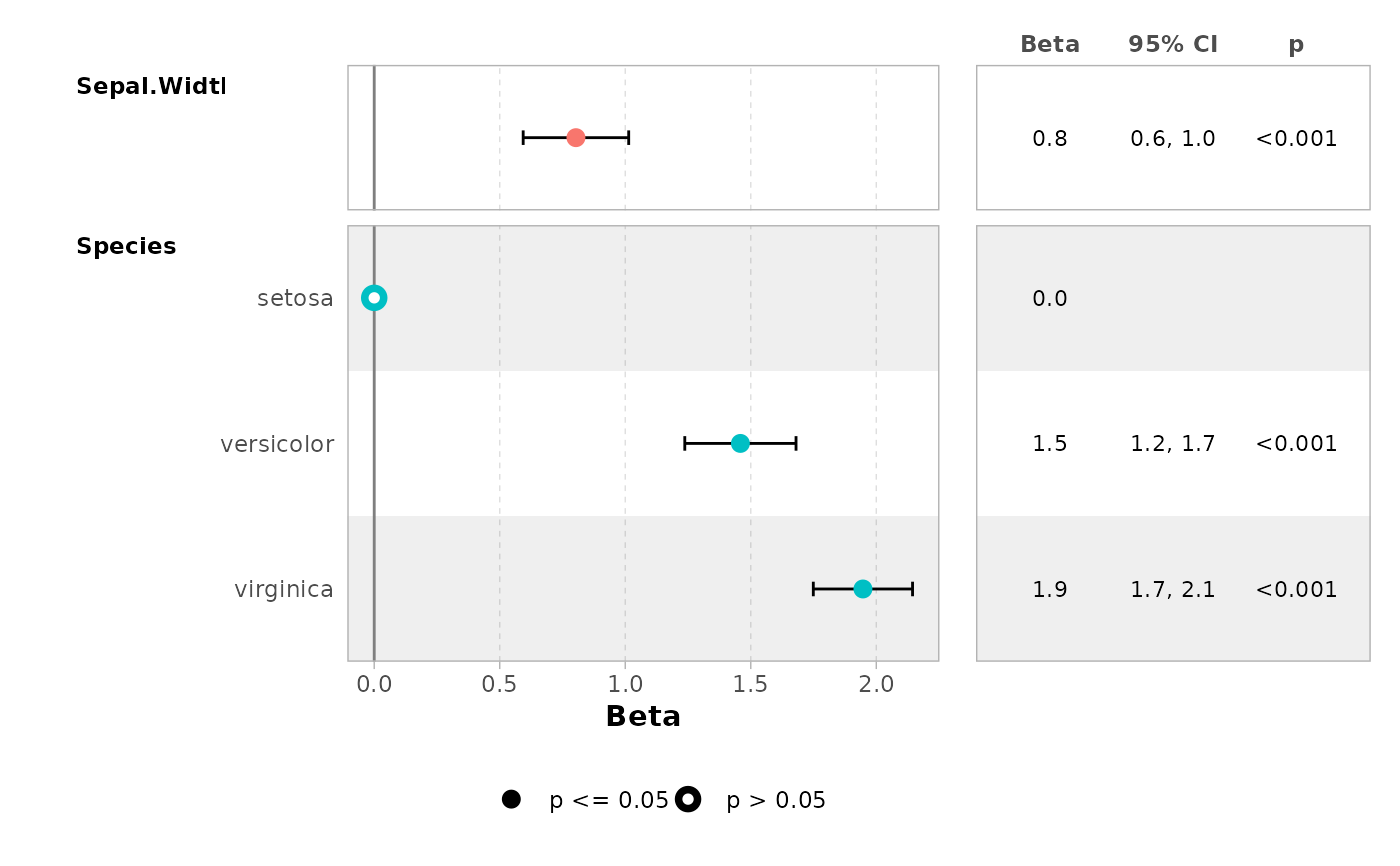 Beta 95% CI p
Sepal.Widtl
0.8 0.6, 1.0 <0.001
Species
setosa 0.0
versicolor 1.5 1.2, 1.7 <0.001
virginica 1.9 1.7, 2.1 <0.001
0.0 0.5 1.0 1.5 2.0
Beta
p <= 0.05 p > 0.05